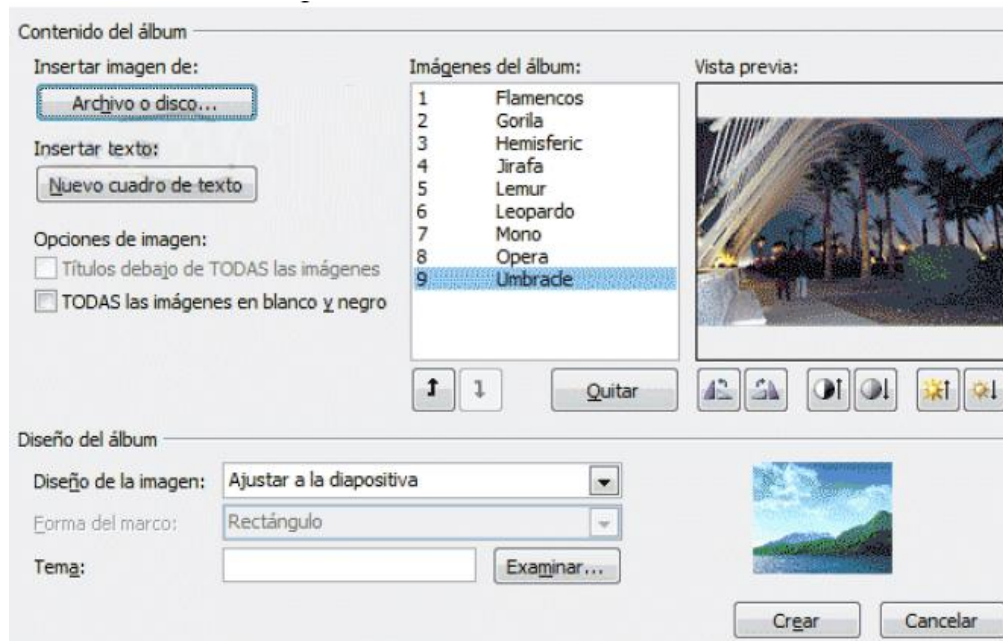 Contenido del álbum
Insertar imagen de:
Archivo o disco...
Insertar texto:
Nuevo cuadro de texto
Opciones de imagen:
Títulos debajo de TODAS las imágenes
TODAS las imágenes en blanco y negro
Imágenes del álbum:
1 Flamencos
2 Gorila
3 Hemisferic
4 Jirafa
5 Lemur
6 Leopardo
7 Mono
8 Opera
9 Umbracle
Quitar
Vista previa:
Diseño del álbum
Diseño de la imagen: Ajustar a la diapositiva
Forma del marco: Rectángulo
Tema: Examinar...
Crear Cancelar